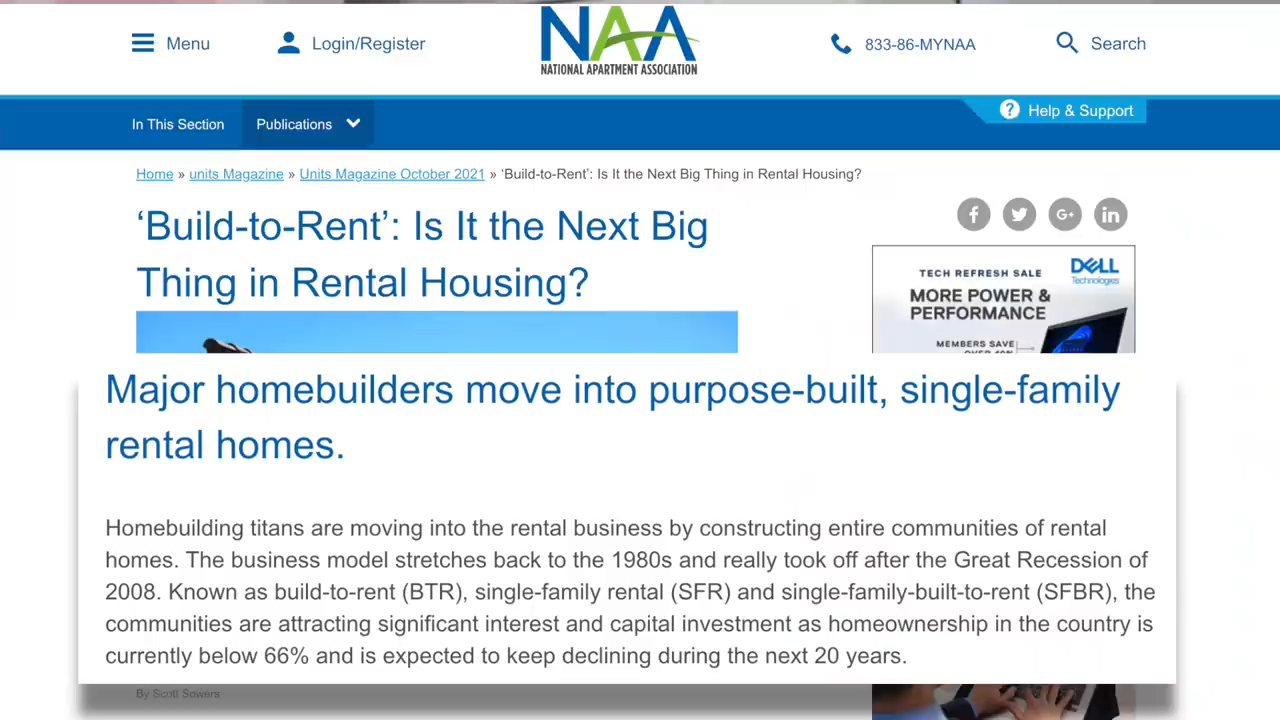 Menu
Login/Register
NAA
NATIONAL APARTMENT ASSOCIATION
833-86-MYNAA
Search
In This Section
Publications
Help & Support
Home » units Magazine » Units Magazine October 2021 » ‘Build-to-Rent’: Is It the Next Big Thing in Rental Housing?
‘Build-to-Rent’: Is It the Next Big
Thing in Rental Housing?
TECH REFRESH SALE
DELL
Technologies
MORE POWER &
PERFORMANCE
MEMBERS SAVE
Major homebuilders move into purpose-built, single-family
rental homes.
Homebuilding titans are moving into the rental business by constructing entire communities of rental
homes. The business model stretches back to the 1980s and really took off after the Great Recession of
2008. Known as build-to-rent (BTR), single-family rental (SFR) and single-family-built-to-rent (SFBR), the
communities are attracting significant interest and capital investment as homeownership in the country is
currently below 66% and is expected to keep declining during the next 20 years.
By Scott Sowera